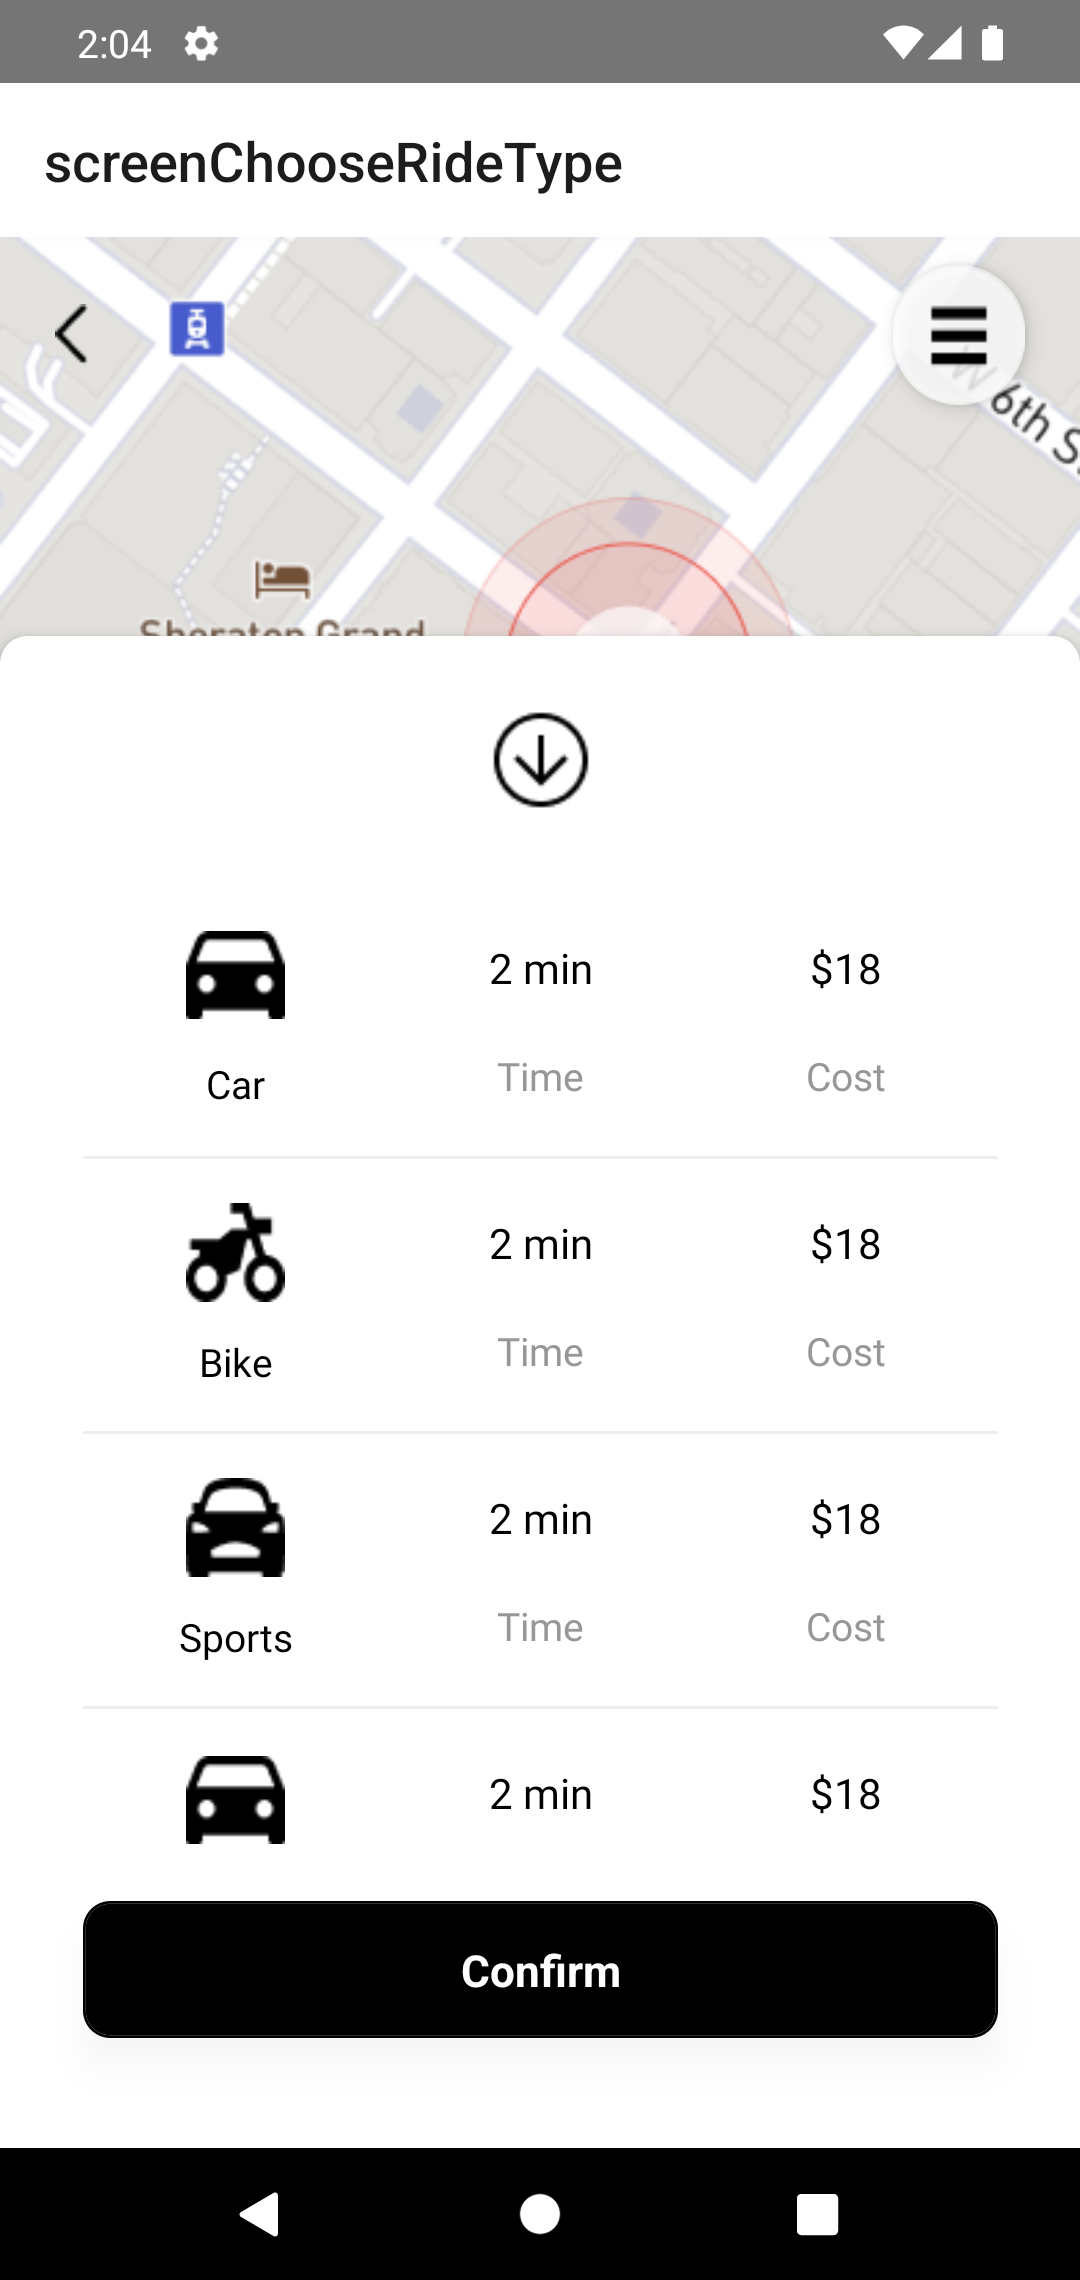 2:04
screenChooseRideType
W 6th S
Sheraton Grand
2 min
$18
Car
Time
Cost
2 min
$18
Bike
Time
Cost
2 min
$18
Sports
Time
Cost
2 min
$18
Confirm